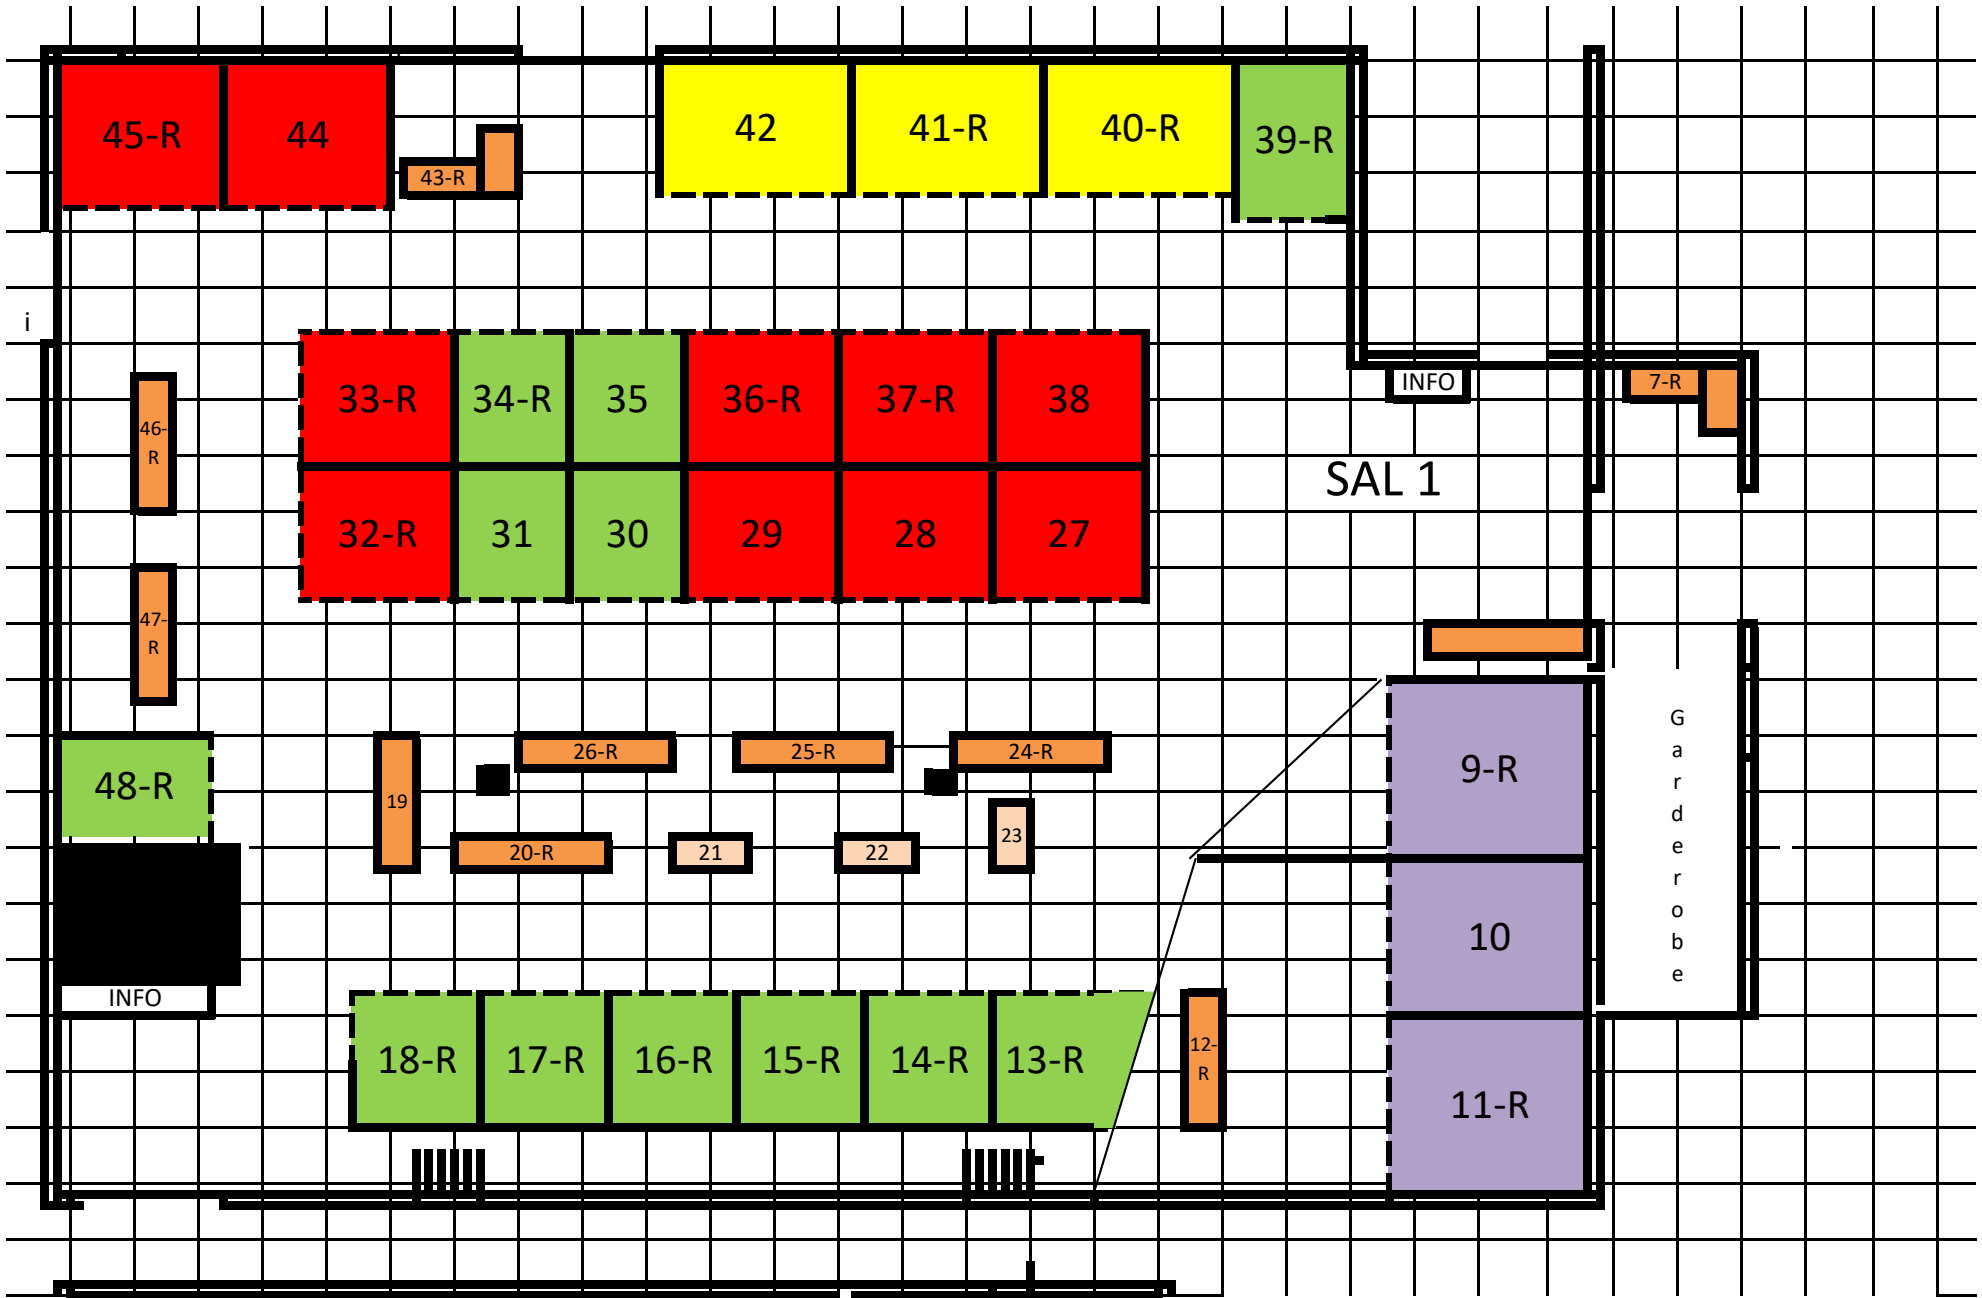 45-R
44
43-R
42
41-R
40-R
39-R
i
33-R
34-R
35
36-R
37-R
38
INFO
7-R
46-
R
SAL 1
32-R
31
30
29
28
27
47-
R
48-R
19
26-R
25-R
24-R
20-R
21
22
23
9-R
G
a
r
d
e
r
o
b
e
10
INFO
18-R
17-R
16-R
15-R
14-R
13-R
12-
R
11-R